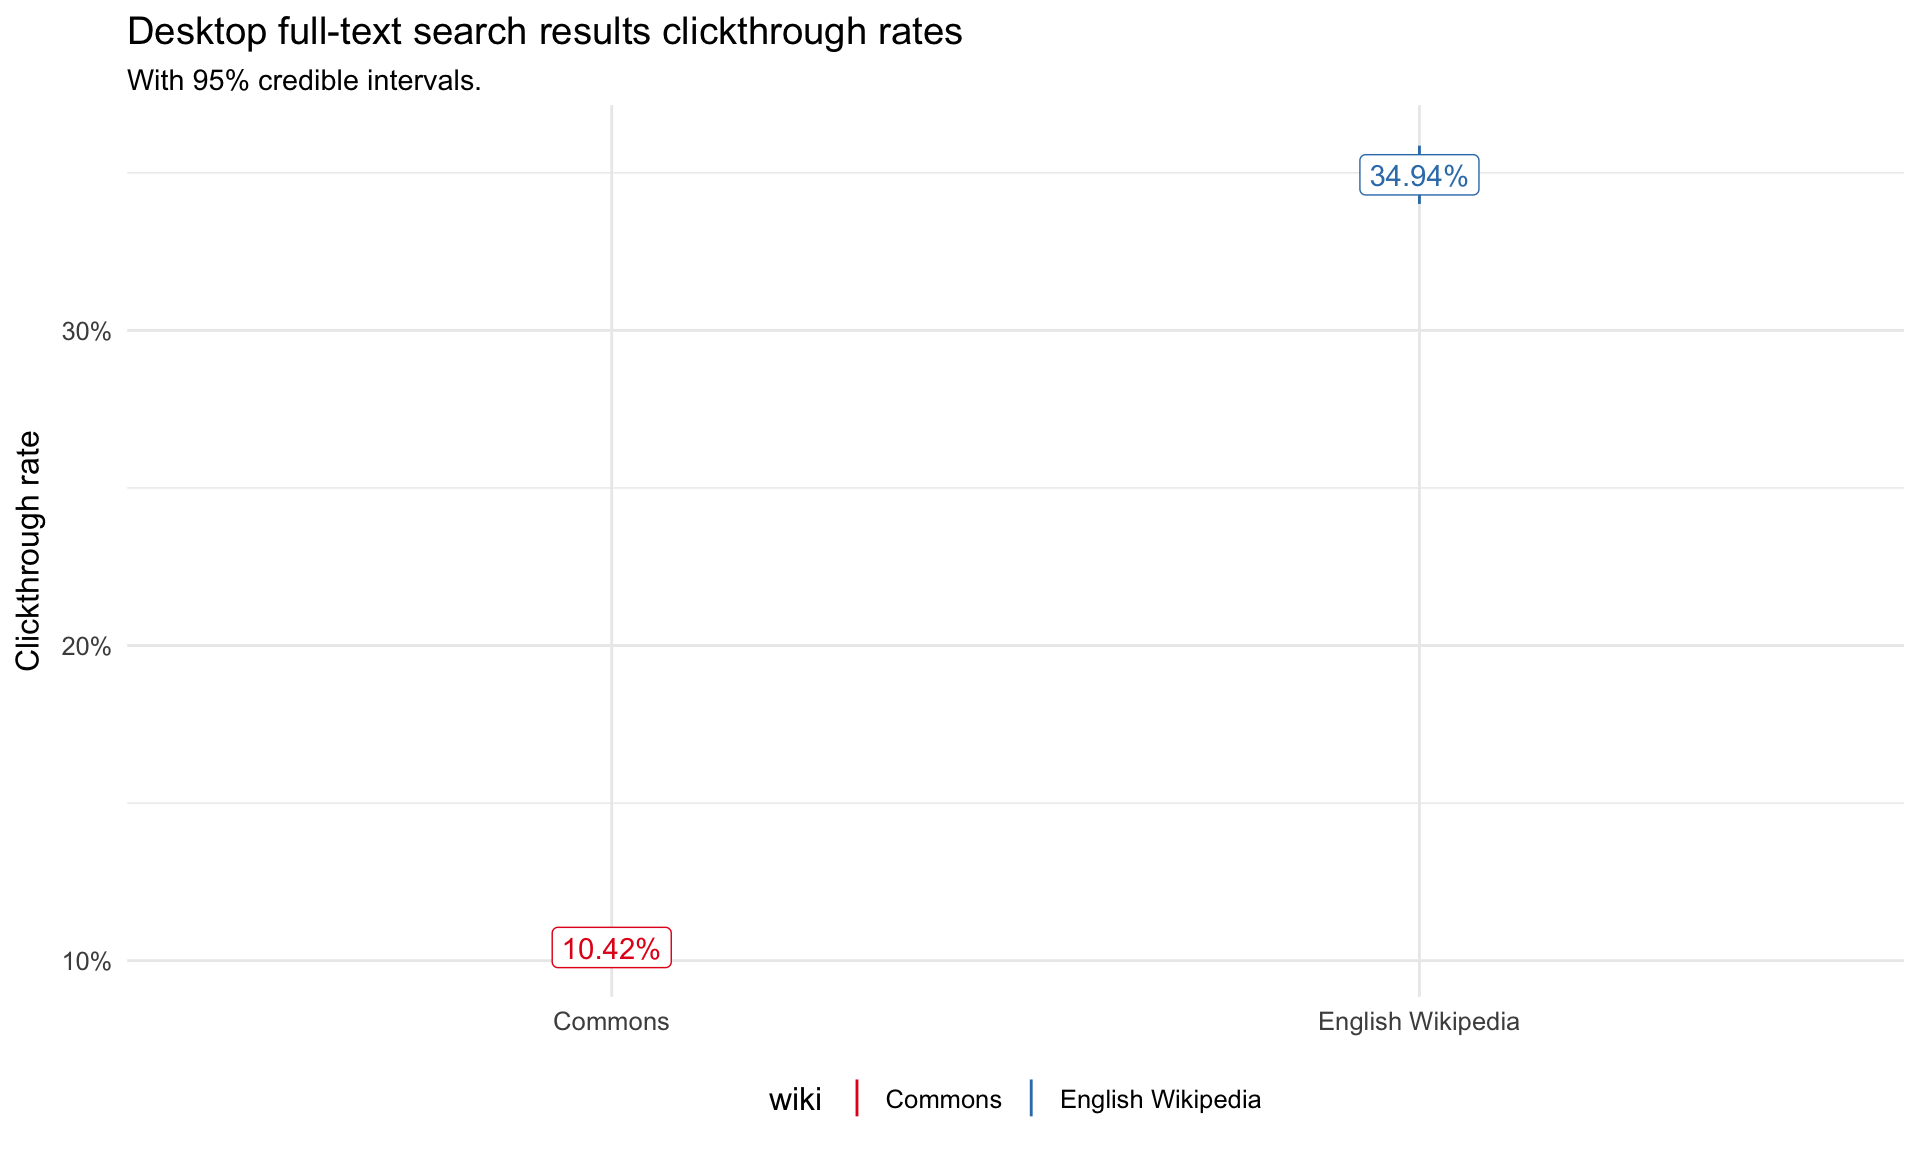 Desktop full-text search results clickthrough rates
With 95% credible intervals.
34.94%
30%
Clickthrough rate
20%
10.42%
10%
Commons English Wikipedia
wiki Commons English Wikipedia